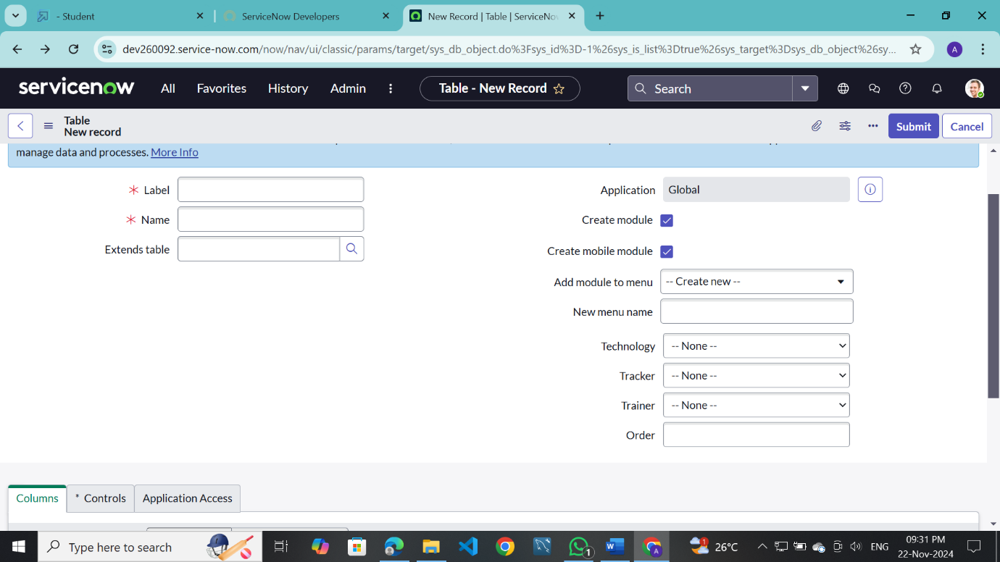 - Student
ServiceNow Developers
New Record | Table | ServiceNow
dev260092.service-now.com/now/nav/ui/classic/params/target/sys_db_object.do%3Fsys_id%3D-1%26sys_is_list%3Dtrue%26sys_target%3Dsys_db_object%26sy...
A
servicenow All Favorites History Admin Table - New Record Search
Table
New record
Submit Cancel
manage data and processes. More Info
* Label
Application Global
* Name
Create module
Extends table
Create mobile module
Add module to menu -- Create new --
New menu name
Technology -- None --
Tracker -- None --
Trainer -- None --
Order
Columns * Controls Application Access
Type here to search
1
W
A
1
26°C
ENG
09:31 PM
22-Nov-2024